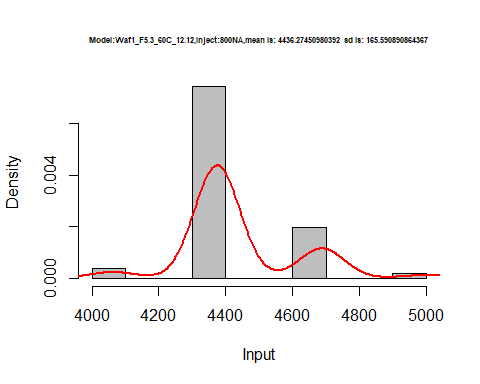 Model:Waf1_F5.3_60C_12.12,Inject:800NA,mean is: 4436.27450980392 sd is: 165.590890864367
Density
0.004
0.000
4000 4200 4400 4600 4800 5000
Input